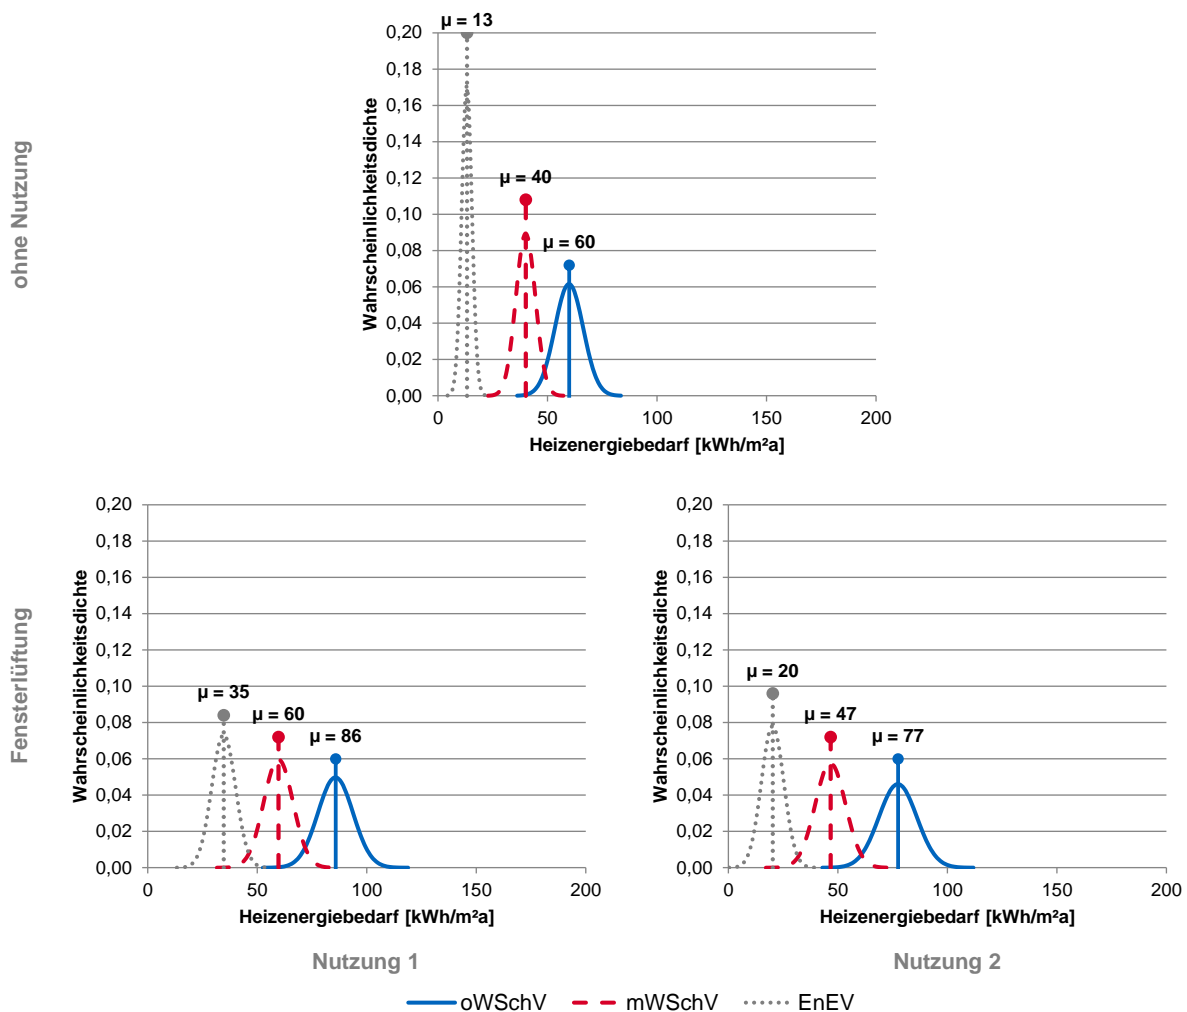 ohne Nutzung
Wahrscheinlichkeitsdichte
0,20
0,18
0,16
0,14
0,12
0,10
0,08
0,06
0,04
0,02
0,00
µ = 13
µ = 40
µ = 60
0 50 100 150 200
Heizenergiebedarf [kWh/m²a]
Fensterlüftung
Wahrscheinlichkeitsdichte
0,20
0,18
0,16
0,14
0,12
0,10
0,08
0,06
0,04
0,02
0,00
µ = 35
µ = 60
µ = 86
0 50 100 150 200
Heizenergiebedarf [kWh/m²a]
Nutzung 1
Wahrscheinlichkeitsdichte
0,20
0,18
0,16
0,14
0,12
0,10
0,08
0,06
0,04
0,02
0,00
µ = 20
µ = 47
µ = 77
0 50 100 150 200
Heizenergiebedarf [kWh/m²a]
Nutzung 2
oWSchV mWSchV EnEV